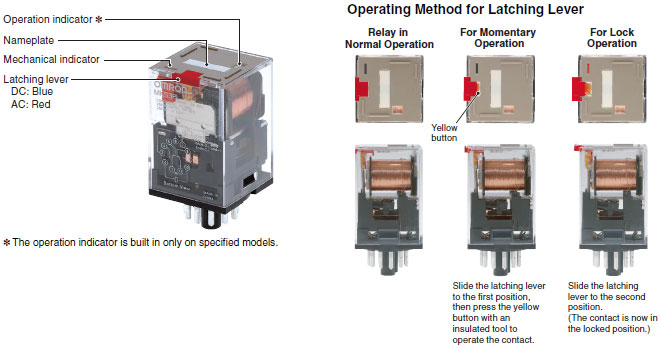 Operation indicator ✻
Nameplate
Mechanical indicator
Latching lever
DC: Blue
AC: Red
OMRON
Bottom View
✻ The operation indicator is built in only on specified models.
Operating Method for Latching Lever
Relay in
Normal Operation
For Momentary
Operation
For Lock
Operation
Yellow
button
Slide the latching lever
to the first position,
then press the yellow
button with an
insulated tool to
operate the contact.
Slide the latching
lever to the second
position.
(The contact is now in
the locked position.)